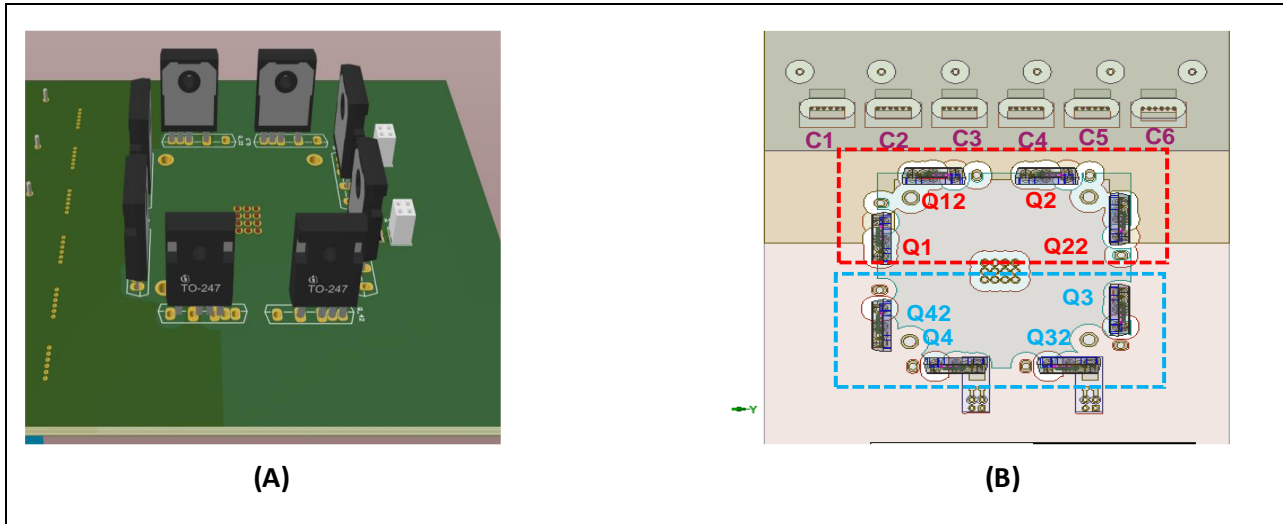 TO-247
TO-247
C1 C2 C3 C4 C5 C6
Q12 Q2
Q1 Q22
Q3
Q42
Q4 Q32
Y
(A) (B)